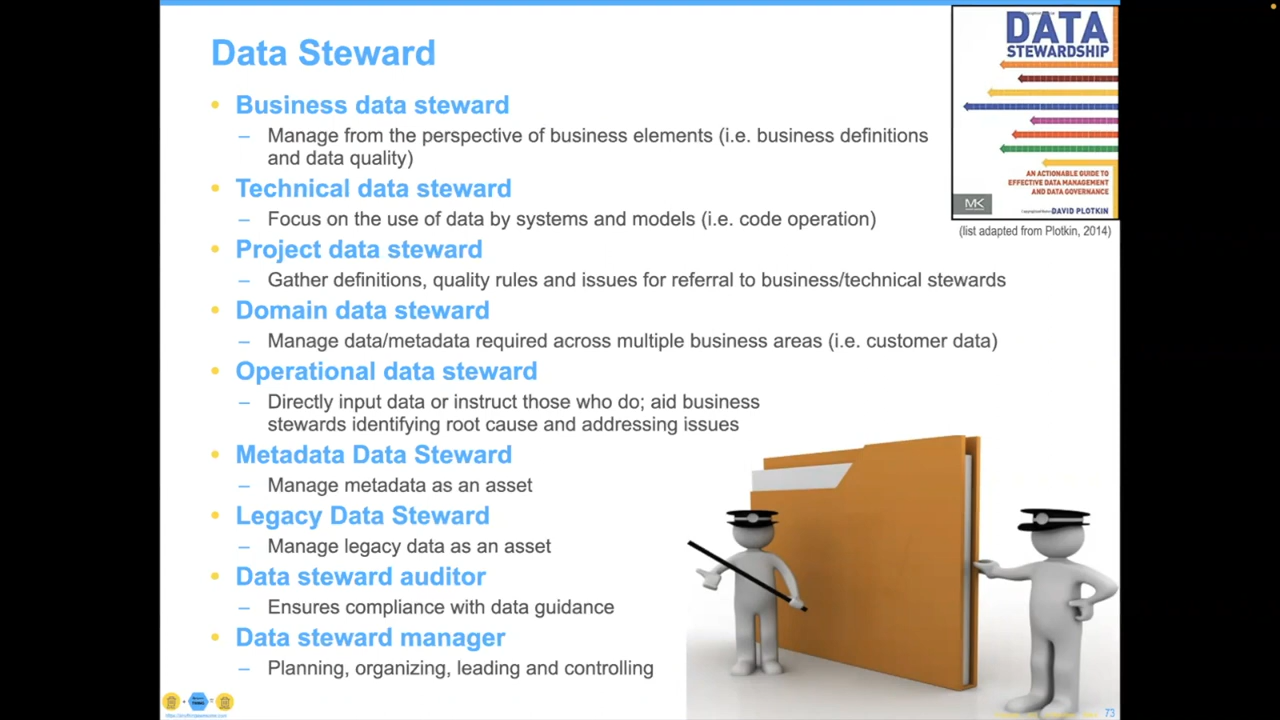 Data Steward
• Business data steward
– Manage from the perspective of business elements (i.e. business definitions
and data quality)
• Technical data steward
– Focus on the use of data by systems and models (i.e. code operation)
• Project data steward
– Gather definitions, quality rules and issues for referral to business/technical stewards
• Domain data steward
– Manage data/metadata required across multiple business areas (i.e. customer data)
• Operational data steward
– Directly input data or instruct those who do; aid business
stewards identifying root cause and addressing issues
• Metadata Data Steward
– Manage metadata as an asset
• Legacy Data Steward
– Manage legacy data as an asset
• Data steward auditor
– Ensures compliance with data guidance
• Data steward manager
– Planning, organizing, leading and controlling
DATA
STEWARDSHIP
AN ACTIONABLE GUIDE TO
EFFECTIVE DATA MANAGEMENT
AND DATA GOVERNANCE
MK
DAVID PLOTKIN
(list adapted from Plotkin, 2014)
73